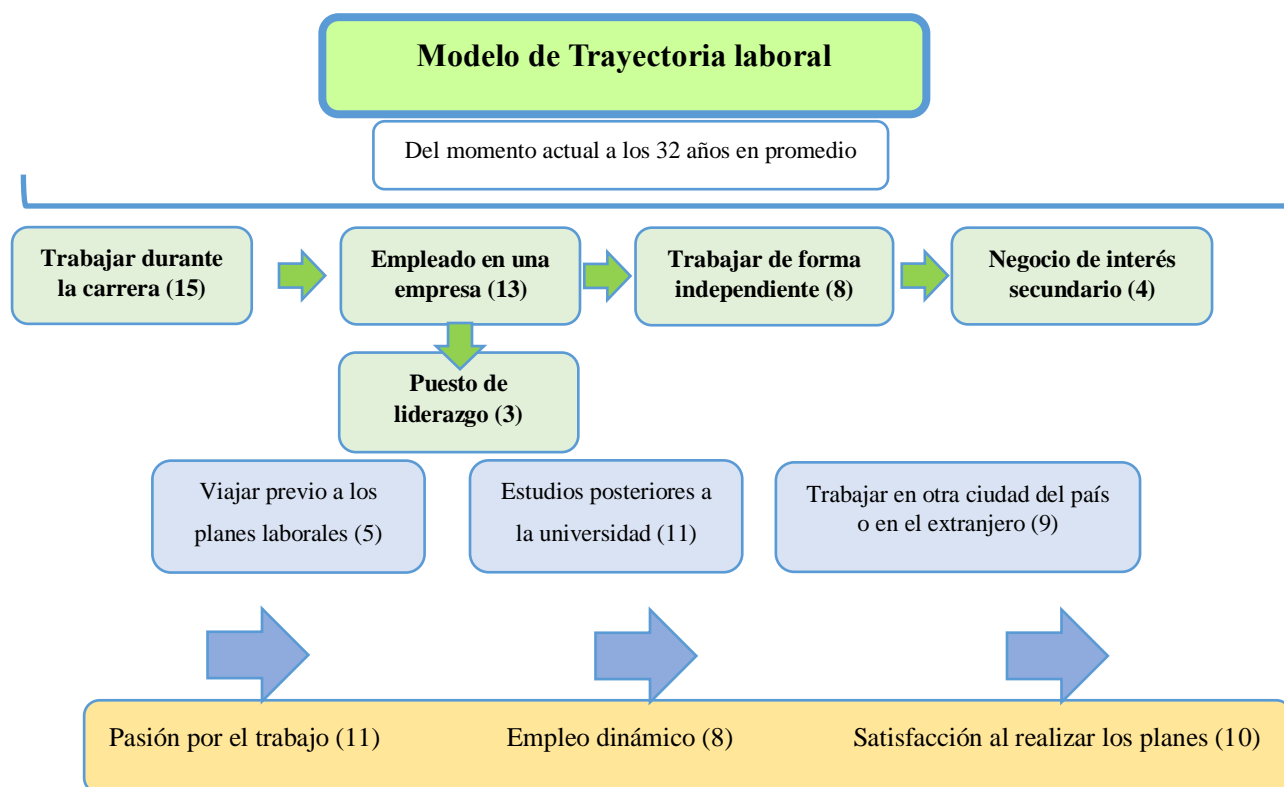 Modelo de Trayectoria laboral
Del momento actual a los 32 años en promedio
Trabajar durante
la carrera (15)
Empleado en una
empresa (13)
Trabajar de forma
independiente (8)
Negocio de interés
secundario (4)
Puesto de
liderazgo (3)
Viajar previo a los
planes laborales (5)
Estudios posteriores a
la universidad (11)
Trabajar en otra ciudad del país
o en el extranjero (9)
Pasión por el trabajo (11)
Empleo dinámico (8)
Satisfacción al realizar los planes (10)